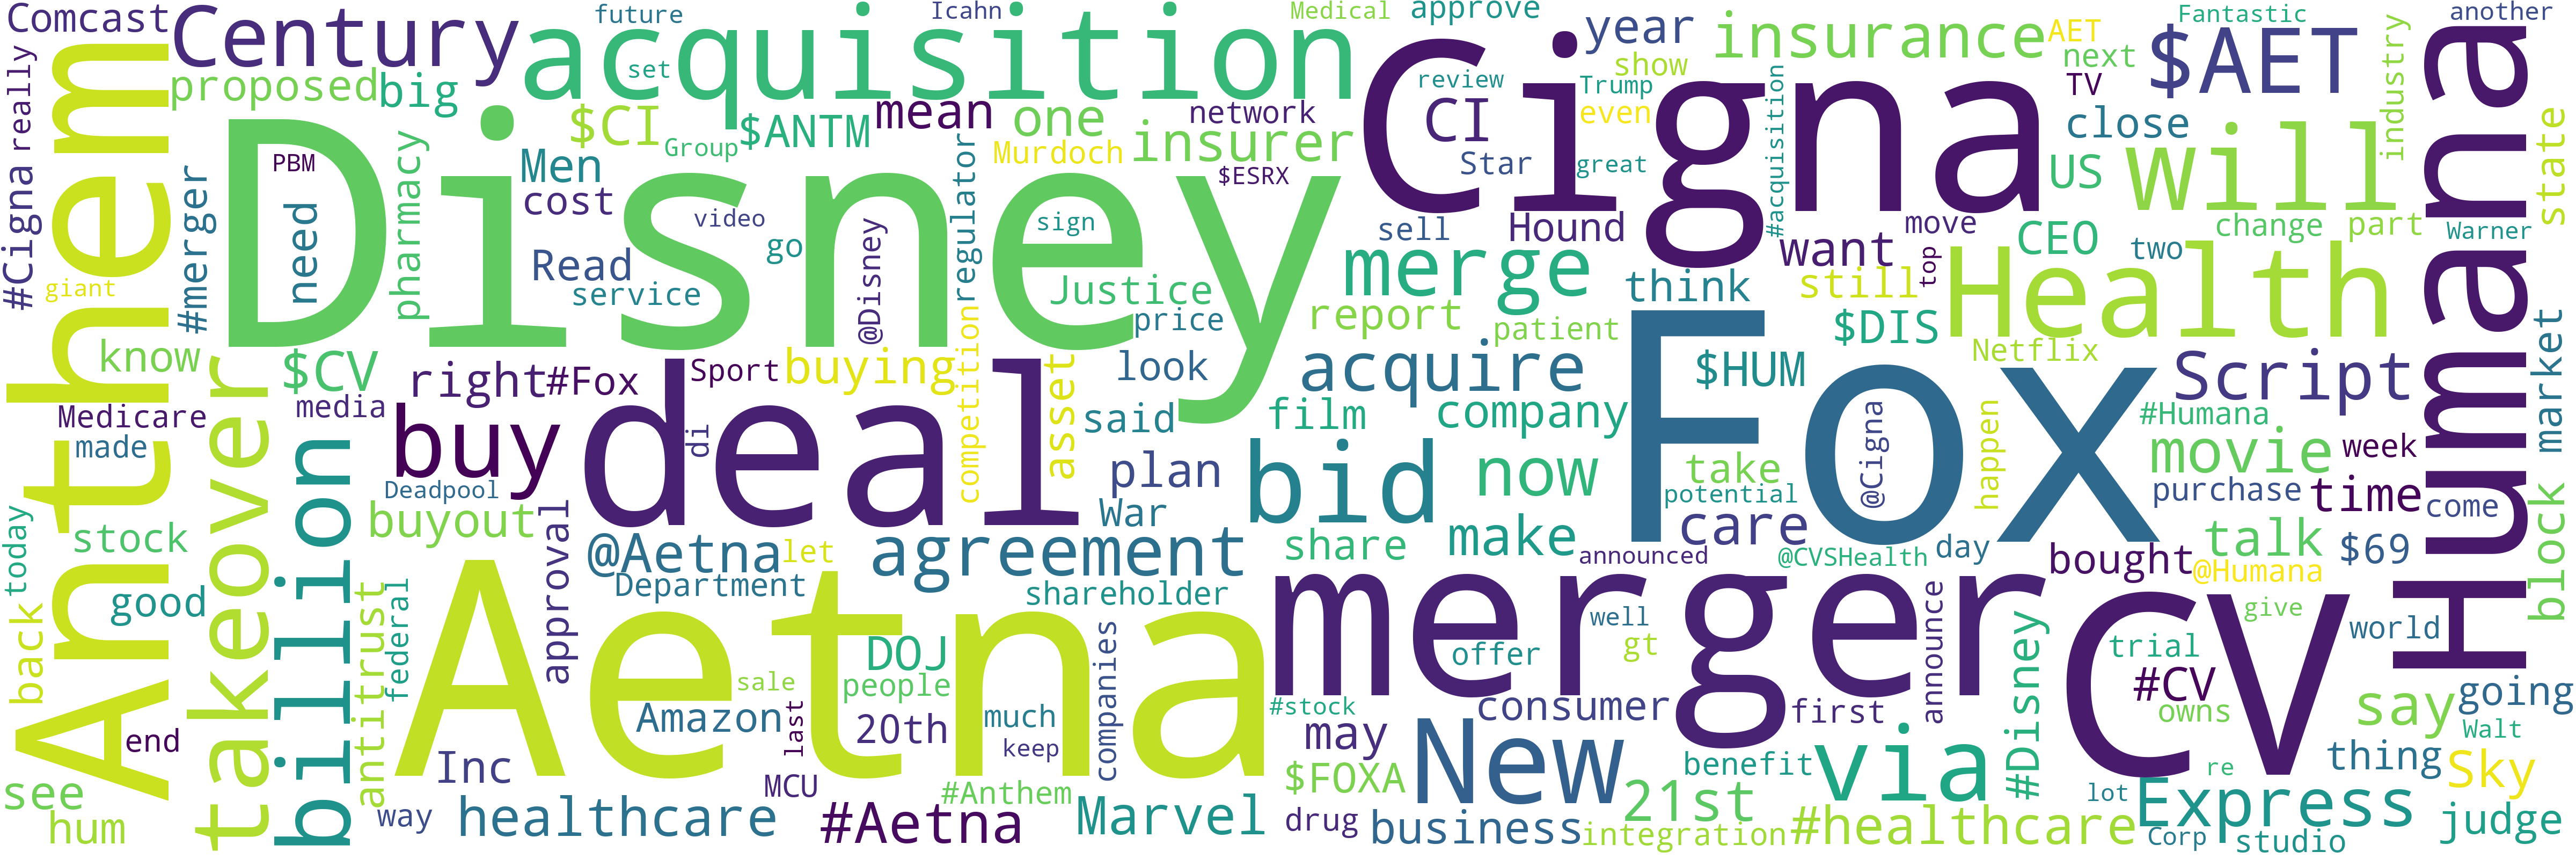 Comcast
Century
acquisition
future
Icahn
Medical
approve
year
insurance
AET
Fantastic
another
really
proposed
big
set
review
show
Trump
next
$AET
industry
Anthem
Disney
$CI
Group
$ANTM
mean
network
one
insurer
Cigna
CI
even
#acquisition
TV
close
Will
state
#Cigna
#merger
PBM
pharmacy
Men
cost
Murdoch
regulator
$ESRX
Star
great
US
Humana
giant
need
Read
service
video
go
@Disney
sign
Justice
price
sell
Hound
merge
report
patient
want
move
think
still
top
CEO
two
change
part
Warner
Health
know
$CV
media
right
#Fox
Sport
buying
competition
asset
look
acquire
Fox
$HUM
$DIS
Netflix
Script
market
Medicare
made
takeover
billion
buy
Deadpool
deal
di
said
film
company
take
@Cigna
happen
#Humana
movie
week
block
today
stock
buyout
approval
plan
War
bid
now
potential
purchase
time
come
back
good
antitrust
federal
@Aetna
let
Department
agreement
share
make
care
announced
@CVSHealth
day
talk
$69
bought
@Humana
shareholder
Aetna
DOJ
people
companies
merger
well
offer
gt
announce
#Disney
CV
trial
give
world
#CV
owns
end
see
hum
Inc
way
healthcare
Amazon
sale
last
MCU
20th
much
keep
#Aetna
#Anthem
Marvel
#stock
may
$FOXA
drug
New
business
consumer
first
benefit
21st
integration
via
#healthcare
lot
re
Express
Corp
studio
say
going
Walt
thing
Sky
judge